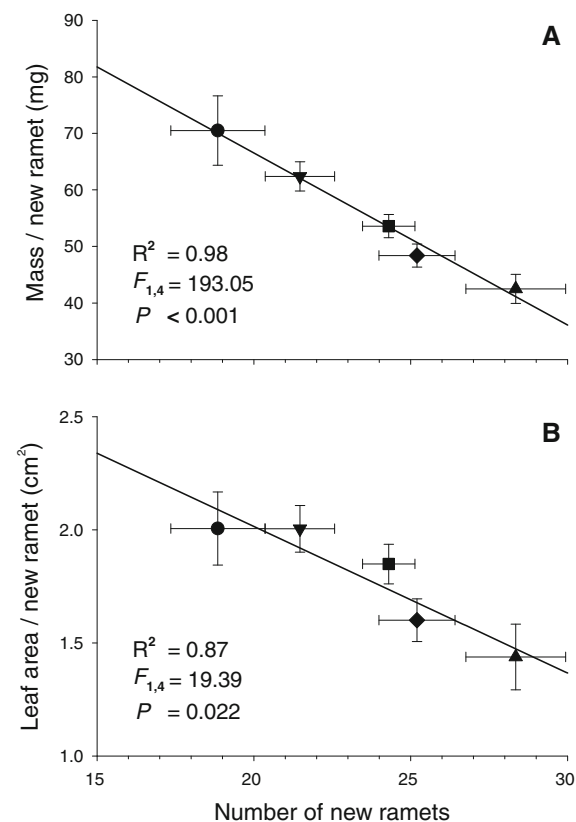 A
Mass / new ramet (mg)
90
80
70
60
50
40
30
R² = 0.98
F1,4 = 193.05
P < 0.001
B
Leaf area / new ramet (cm²)
2.5
2.0
1.5
1.0
R² = 0.87
F1,4 = 19.39
P = 0.022
15 20 25 30
Number of new ramets